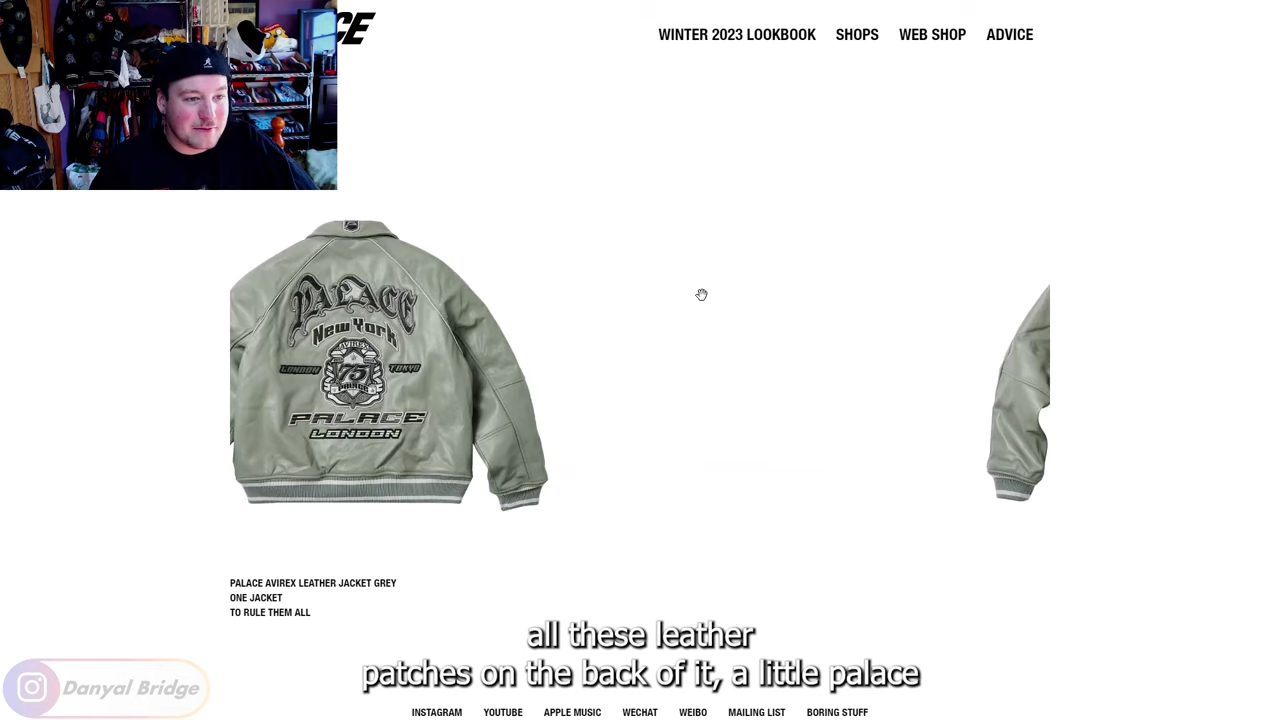 WINTER 2023 LOOKBOOK SHOPS WEB SHOP ADVICE
PALACE
New York
AVIREX
LONDON 75 TOKYO
PALACE
PALACE
LONDON
PALACE AVIREX LEATHER JACKET GREY
ONE JACKET
TO RULE THEM ALL
all these leather
patches on the back of it, a little palace
Danyal Bridge
INSTAGRAM YOUTUBE APPLE MUSIC WECHAT WEIBO MAILING LIST BORING STUFF